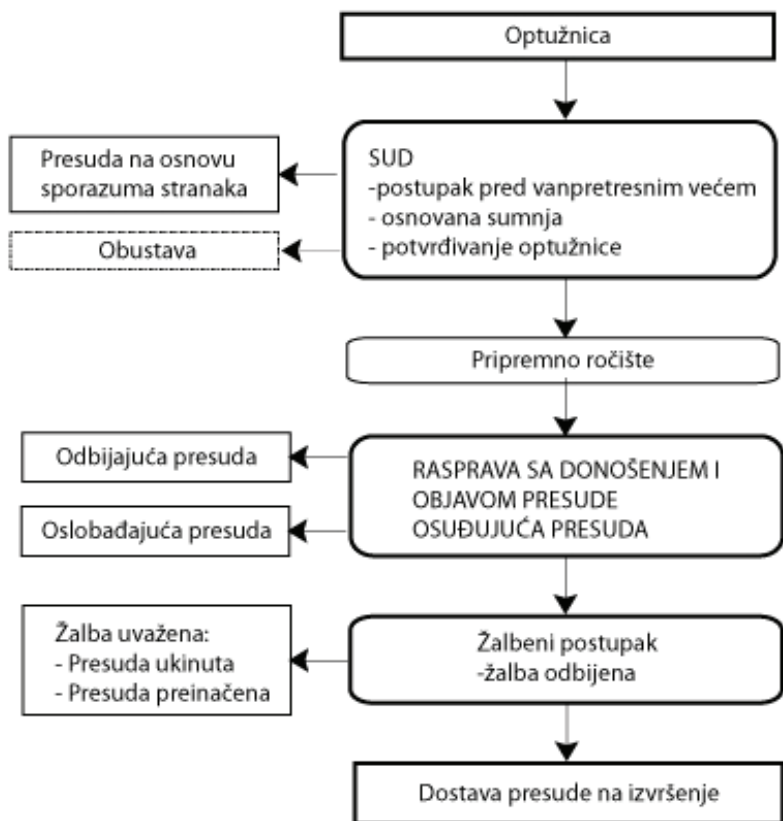 Optužnica
SUD
-postupak pred vanpretresnim većem
- osnovana sumnja
- potvrđivanje optužnice
Presuda na osnovu
sporazuma stranaka
Obustava
Pripremno ročište
RASPRAVA SA DONOŠENJEM I
OBJAVOM PRESUDE
OSUĐUJUĆA PRESUDA
Odbijajuća presuda
Oslobađajuća presuda
Žalbeni postupak
-žalba odbijena
Žalba uvažena:
- Presuda ukinuta
- Presuda preinačena
Dostava presude na izvršenje